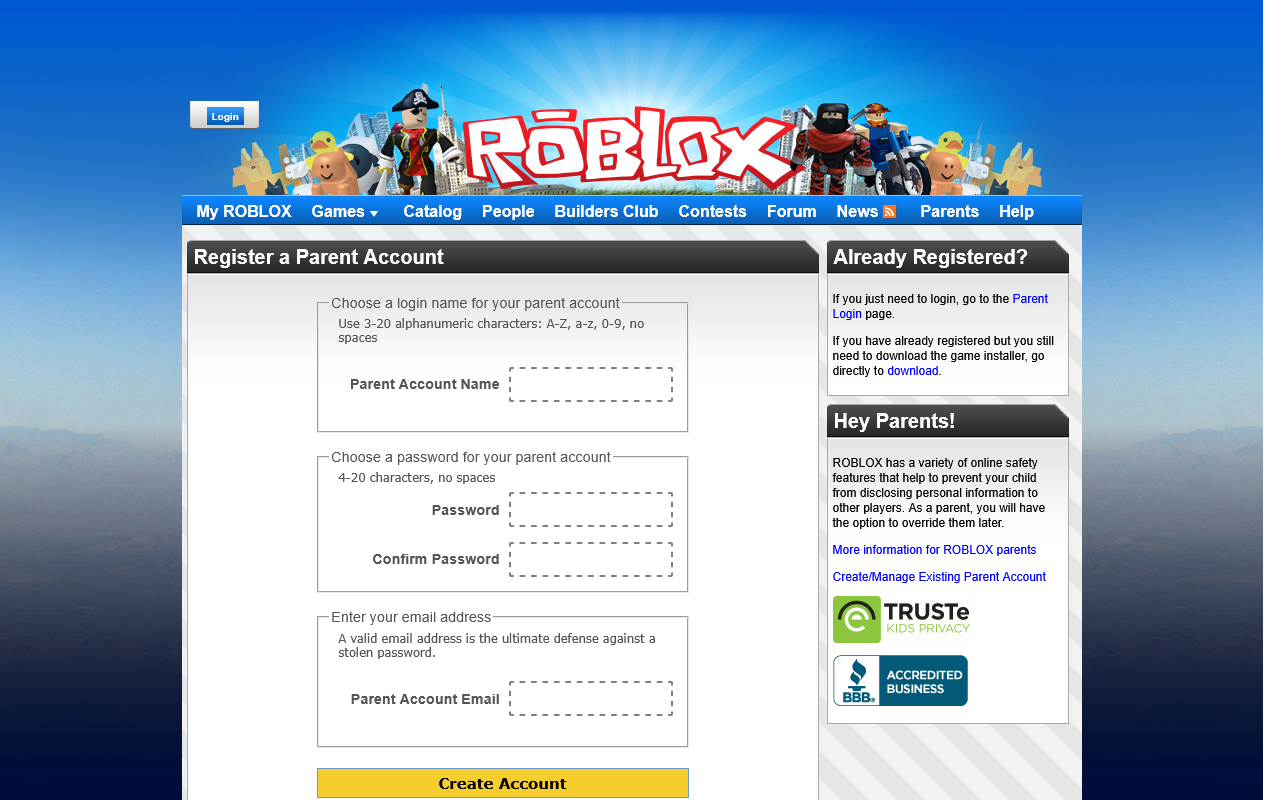 Login
ROBLOX
My ROBLOX Games Catalog People Builders Club Contests Forum News Parents Help
Register a Parent Account
Choose a login name for your parent account
Use 3-20 alphanumeric characters: A-Z, a-z, 0-9, no
spaces
Parent Account Name
Choose a password for your parent account
4-20 characters, no spaces
Password
Confirm Password
Enter your email address
A valid email address is the ultimate defense against a
stolen password.
Parent Account Email
Create Account
Already Registered?
If you just need to login, go to the Parent
Login page.
If you have already registered but you still
need to download the game installer, go
directly to download.
Hey Parents!
ROBLOX has a variety of online safety
features that help to prevent your child
from disclosing personal information to
other players. As a parent, you will have
the option to override them later.
More information for ROBLOX parents
Create/Manage Existing Parent Account
TRUSTe
KIDS PRIVACY
BBB.
ACCREDITED
BUSINESS